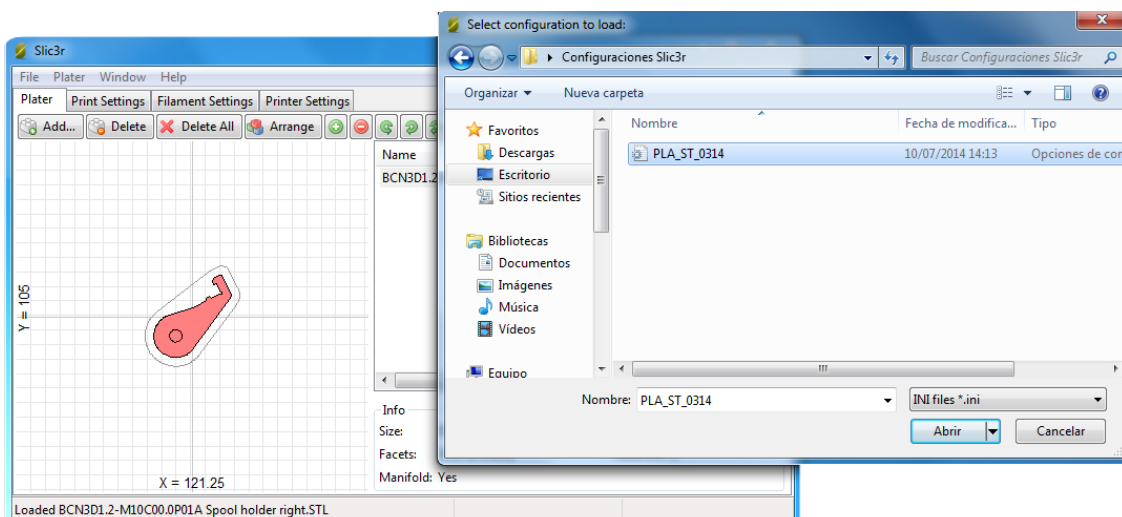 Slic3r
File Plater Window Help
Plater Print Settings Filament Settings Printer Settings
Add... Delete Delete All Arrange
Name
BCN3D1.2
Y = 105
X = 121.25
Info
Size:
Facets:
Manifold: Yes
Loaded BCN3D1.2-M10C00.0P01A Spool holder right.STL
Select configuration to load:
Configuraciones Slic3r
Buscar Configuraciones Slic3r
Organizar Nueva carpeta
Favoritos
Descargas
Escritorio
Sitios recientes
Bibliotecas
Documentos
Imágenes
Música
Vídeos
Equipo
Nombre Fecha de modifica... Tipo
PLA_ST_0314 10/07/2014 14:13 Opciones de cor
Nombre: PLA_ST_0314 INI files *.ini
Abrir Cancelar